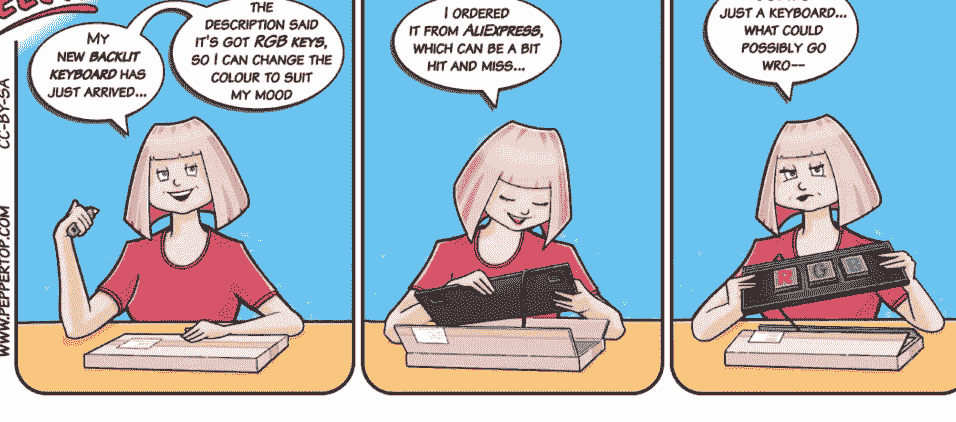 MY
NEW BACKLIT
KEYBOARD HAS
JUST ARRIVED...
THE
DESCRIPTION SAID
IT'S GOT RGB KEYS,
SO I CAN CHANGE THE
COLOUR TO SUIT
MY MOOD
I ORDERED
IT FROM ALIEXPRESS,
WHICH CAN BE A BIT
HIT AND MISS...
JUST A KEYBOARD...
WHAT COULD
POSSIBLY GO
WRO--
R G B
WWW.PEPPERTOP.COM
CC-BY-SA